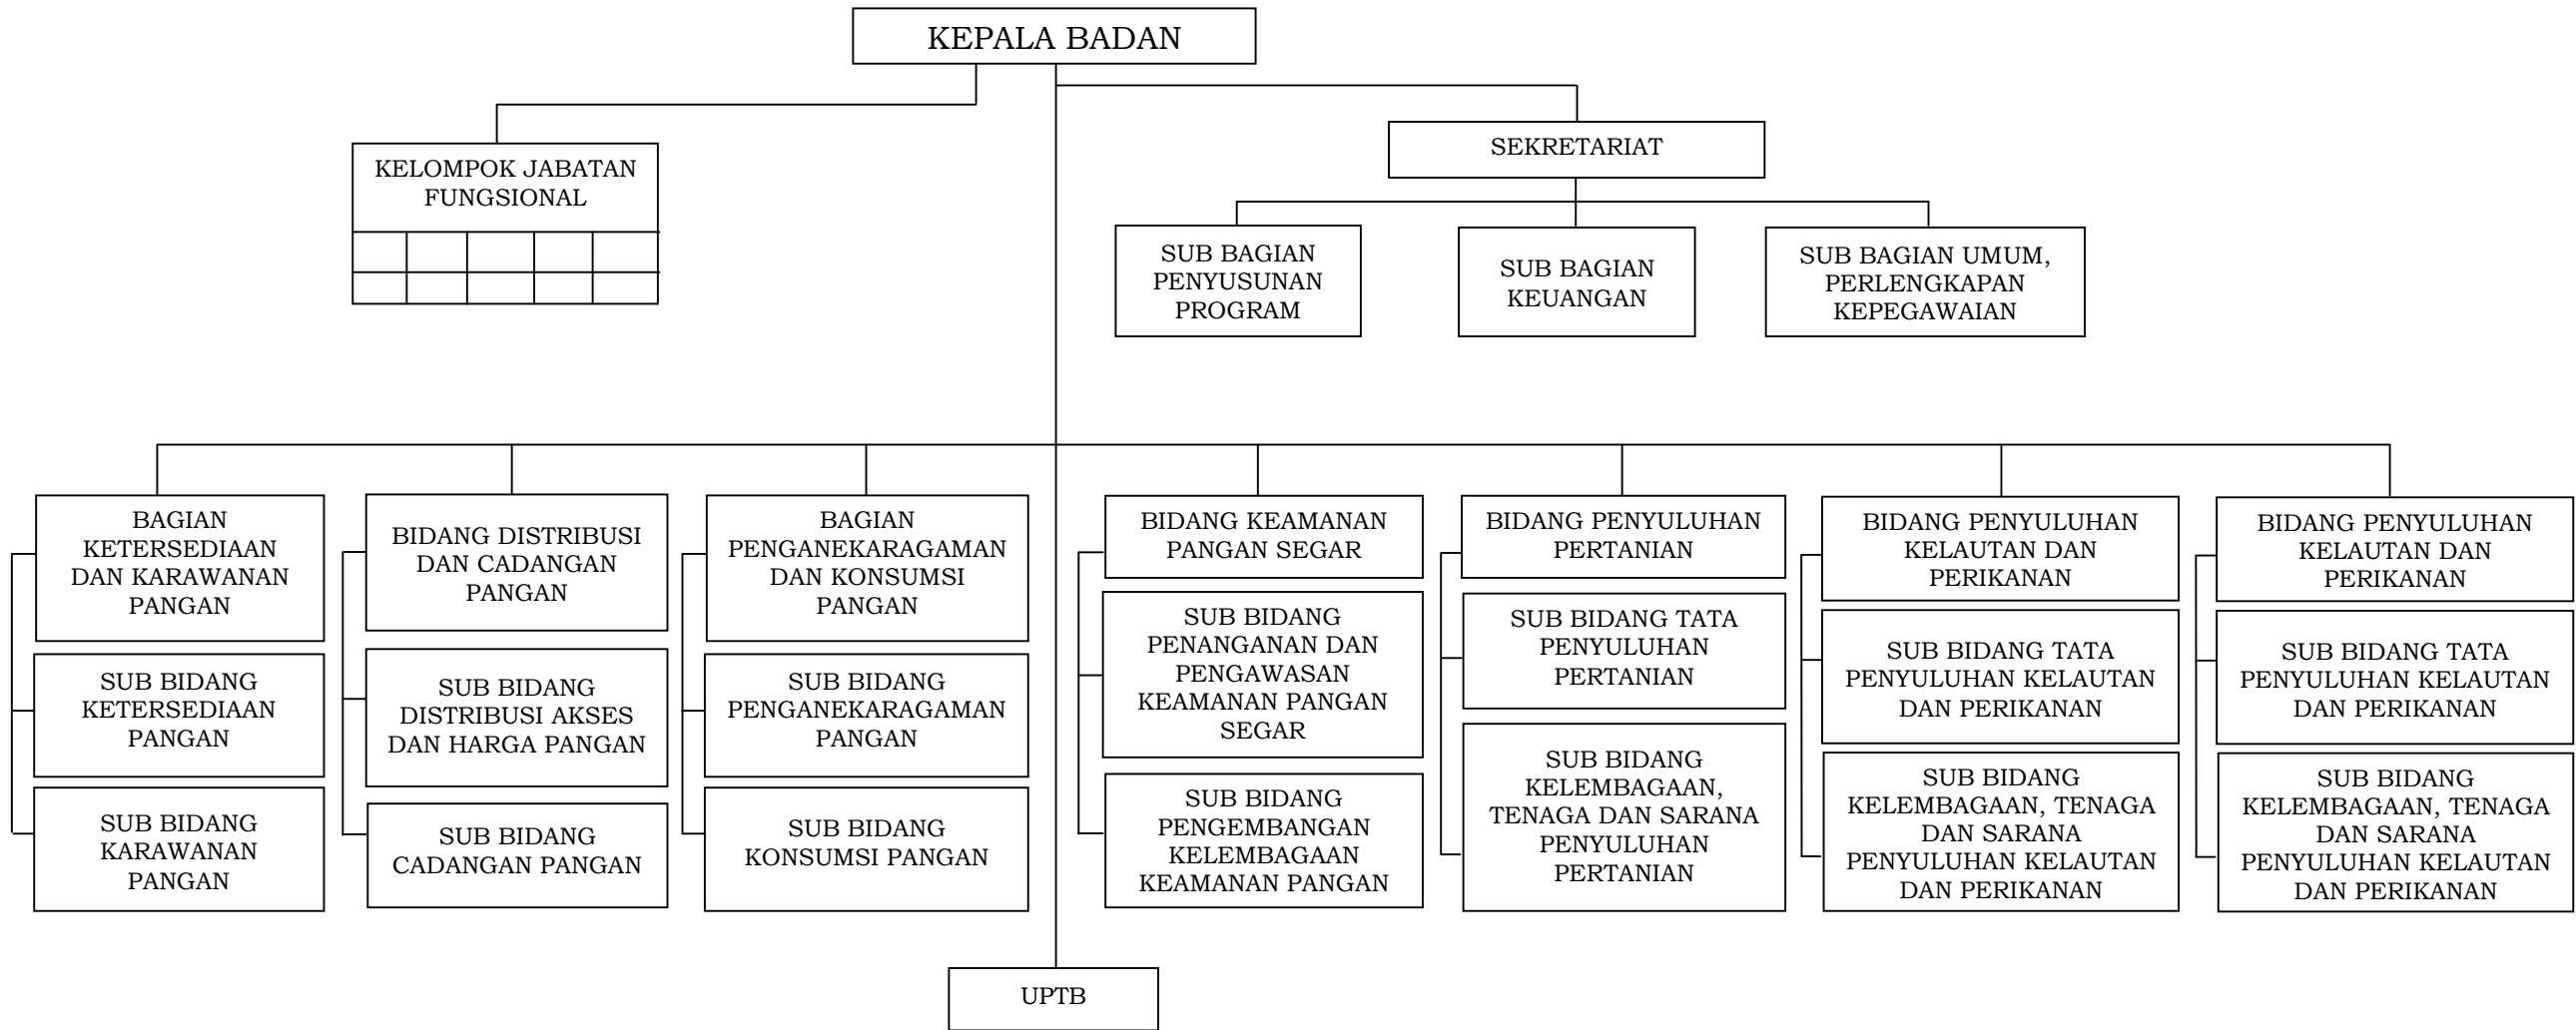 KEPALA BADAN
KELOMPOK JABATAN
FUNGSIONAL
SEKRETARIAT
SUB BAGIAN
PENYUSUNAN
PROGRAM
SUB BAGIAN
KEUANGAN
SUB BAGIAN UMUM,
PERLENGKAPAN
KEPEGAWAIAN
BAGIAN
KETERSEDIAAN
DAN KARAWANAN
PANGAN
SUB BIDANG
KETERSEDIAAN
PANGAN
SUB BIDANG
KARAWANAN
PANGAN
BIDANG DISTRIBUSI
DAN CADANGAN
PANGAN
SUB BIDANG
DISTRIBUSI AKSES
DAN HARGA PANGAN
SUB BIDANG
CADANGAN PANGAN
BAGIAN
PENGANEKARAGAMAN
DAN KONSUMSI
PANGAN
SUB BIDANG
PENGANEKARAGAMAN
PANGAN
SUB BIDANG
KONSUMSI PANGAN
BIDANG KEAMANAN
PANGAN SEGAR
SUB BIDANG
PENANGANAN DAN
PENGAWASAN
KEAMANAN PANGAN
SEGAR
SUB BIDANG
PENGEMBANGAN
KELEMBAGAAN
KEAMANAN PANGAN
BIDANG PENYULUHAN
PERTANIAN
SUB BIDANG TATA
PENYULUHAN
PERTANIAN
SUB BIDANG
KELEMBAGAAN,
TENAGA DAN SARANA
PENYULUHAN
PERTANIAN
BIDANG PENYULUHAN
KELAUTAN DAN
PERIKANAN
SUB BIDANG TATA
PENYULUHAN KELAUTAN
DAN PERIKANAN
SUB BIDANG
KELEMBAGAAN, TENAGA
DAN SARANA
PENYULUHAN KELAUTAN
DAN PERIKANAN
BIDANG PENYULUHAN
KELAUTAN DAN
PERIKANAN
SUB BIDANG TATA
PENYULUHAN KELAUTAN
DAN PERIKANAN
SUB BIDANG
KELEMBAGAAN, TENAGA
DAN SARANA
PENYULUHAN KELAUTAN
DAN PERIKANAN
UPTB